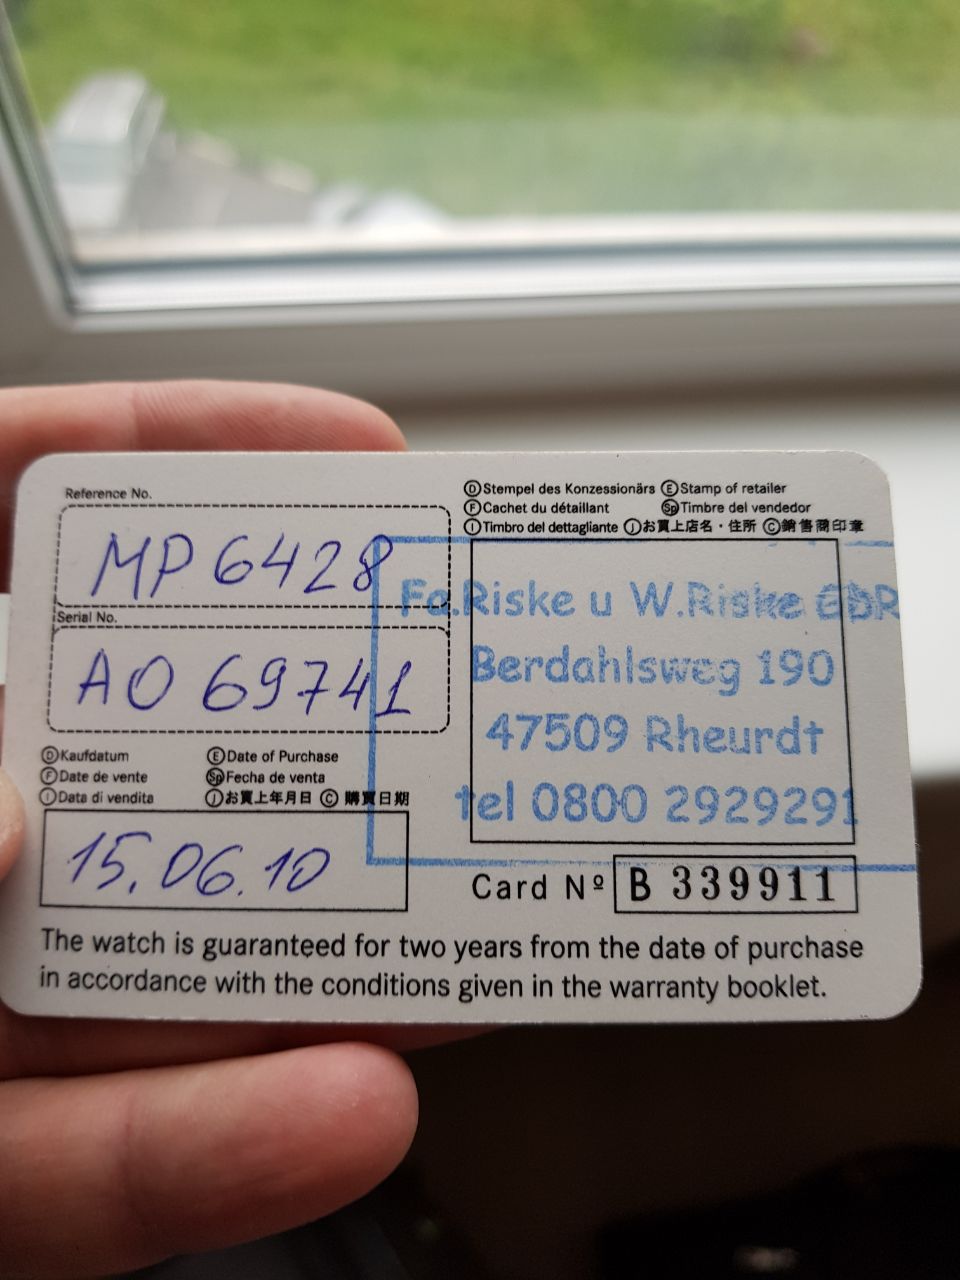 Reference No.
MP 6428
Serial No.
AO 69741
Ⓓ Kaufdatum Ⓔ Date of Purchase
Ⓕ Date de vente Ⓢⓟ Fecha de venta
Ⓘ Data di vendita Ⓙ お買上年月日 Ⓒ 購買日期
15.06.10
Ⓓ Stempel des Konzessionärs Ⓔ Stamp of retailer
Ⓕ Cachet du détaillant Ⓢⓟ Timbre del vendedor
Ⓘ Timbro del dettagliante Ⓙ お買上店名・住所 Ⓒ 銷售商印章
Fa.Riske u W.Riske GDR
Berdahlsweg 190
47509 Rheurdt
tel 0800 2929291
Card Nº B 339911
The watch is guaranteed for two years from the date of purchase
in accordance with the conditions given in the warranty booklet.